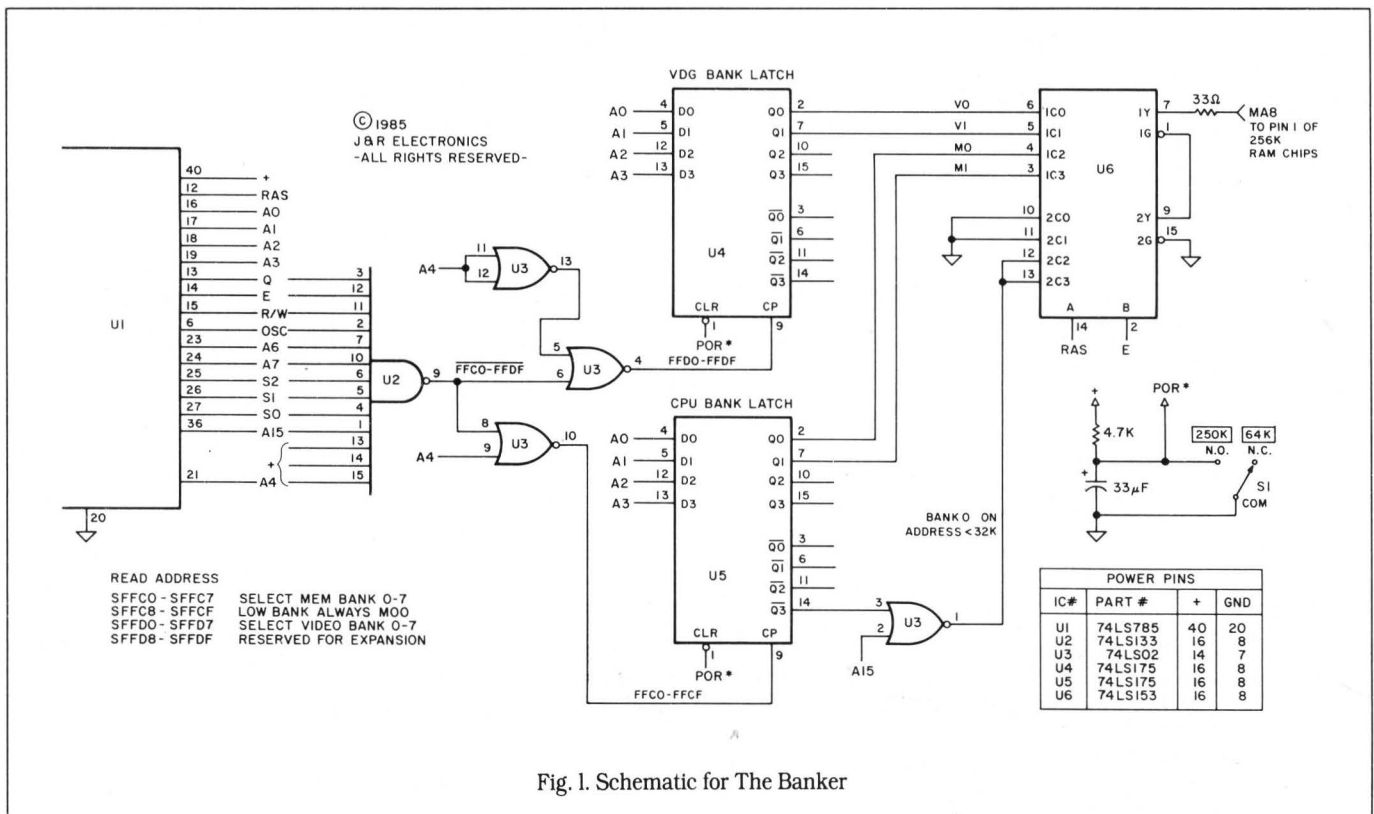 © 1985
J&R ELECTRONICS
-ALL RIGHTS RESERVED-
U1
40 +
12 RAS
16 A0
17 A1
18 A2
19 A3
13 Q 3
14 E 12
15 R/W 11
6 OSC 2
23 A6 7
24 A7 10
25 S2 6
26 S1 5
27 S0 4
36 A15 1
13
+ 14
15
21 A4
20
U2
9
FFC0-FFDF
A4
11
12
U3
13
5
6
U3
4
FFD0-FFDF
8
A4 9
U3
10
FFC0-FFCF
VDG BANK LATCH
A0 4 D0
A1 5 D1
A2 12 D2
A3 13 D3
Q0 2
Q1 7
Q2 10
Q3 15
Q0 3
Q1 6
Q2 11
Q3 14
U4
CLR CP
1 9
POR*
CPU BANK LATCH
A0 4 D0
A1 5 D1
A2 12 D2
A3 13 D3
Q0 2
Q1 7
Q2 10
Q3 15
Q0 3
Q1 6
Q2 11
Q3 14
U5
CLR CP
1 9
POR*
3
2
U3
1
A15
BANK 0 ON
ADDRESS<32K
V0 6 1C0
V1 5 1C1
M0 4 1C2
M1 3 1C3
10 2C0
11 2C1
12 2C2
13 2C3
U6
1Y 7
1G 1
2Y 9
2G 15
A B
14 2
RAS E
33Ω
MA8
TO PIN 1 OF
256K
RAM CHIPS
+
4.7K
+
33µF
POR*
250K 64K
N.O. N.C.
S1
COM
READ ADDRESS
SFFC0-SFFC7 SELECT MEM BANK 0-7
SFFC8-SFFCF LOW BANK ALWAYS M00
SFFD0-SFFD7 SELECT VIDEO BANK 0-7
SFFD8-SFFDF RESERVED FOR EXPANSION
POWER PINS
IC# PART # + GND
U1 74LS785 40 20
U2 74LS133 16 8
U3 74LS02 14 7
U4 74LS175 16 8
U5 74LS175 16 8
U6 74LS153 16 8
Fig. 1. Schematic for The Banker